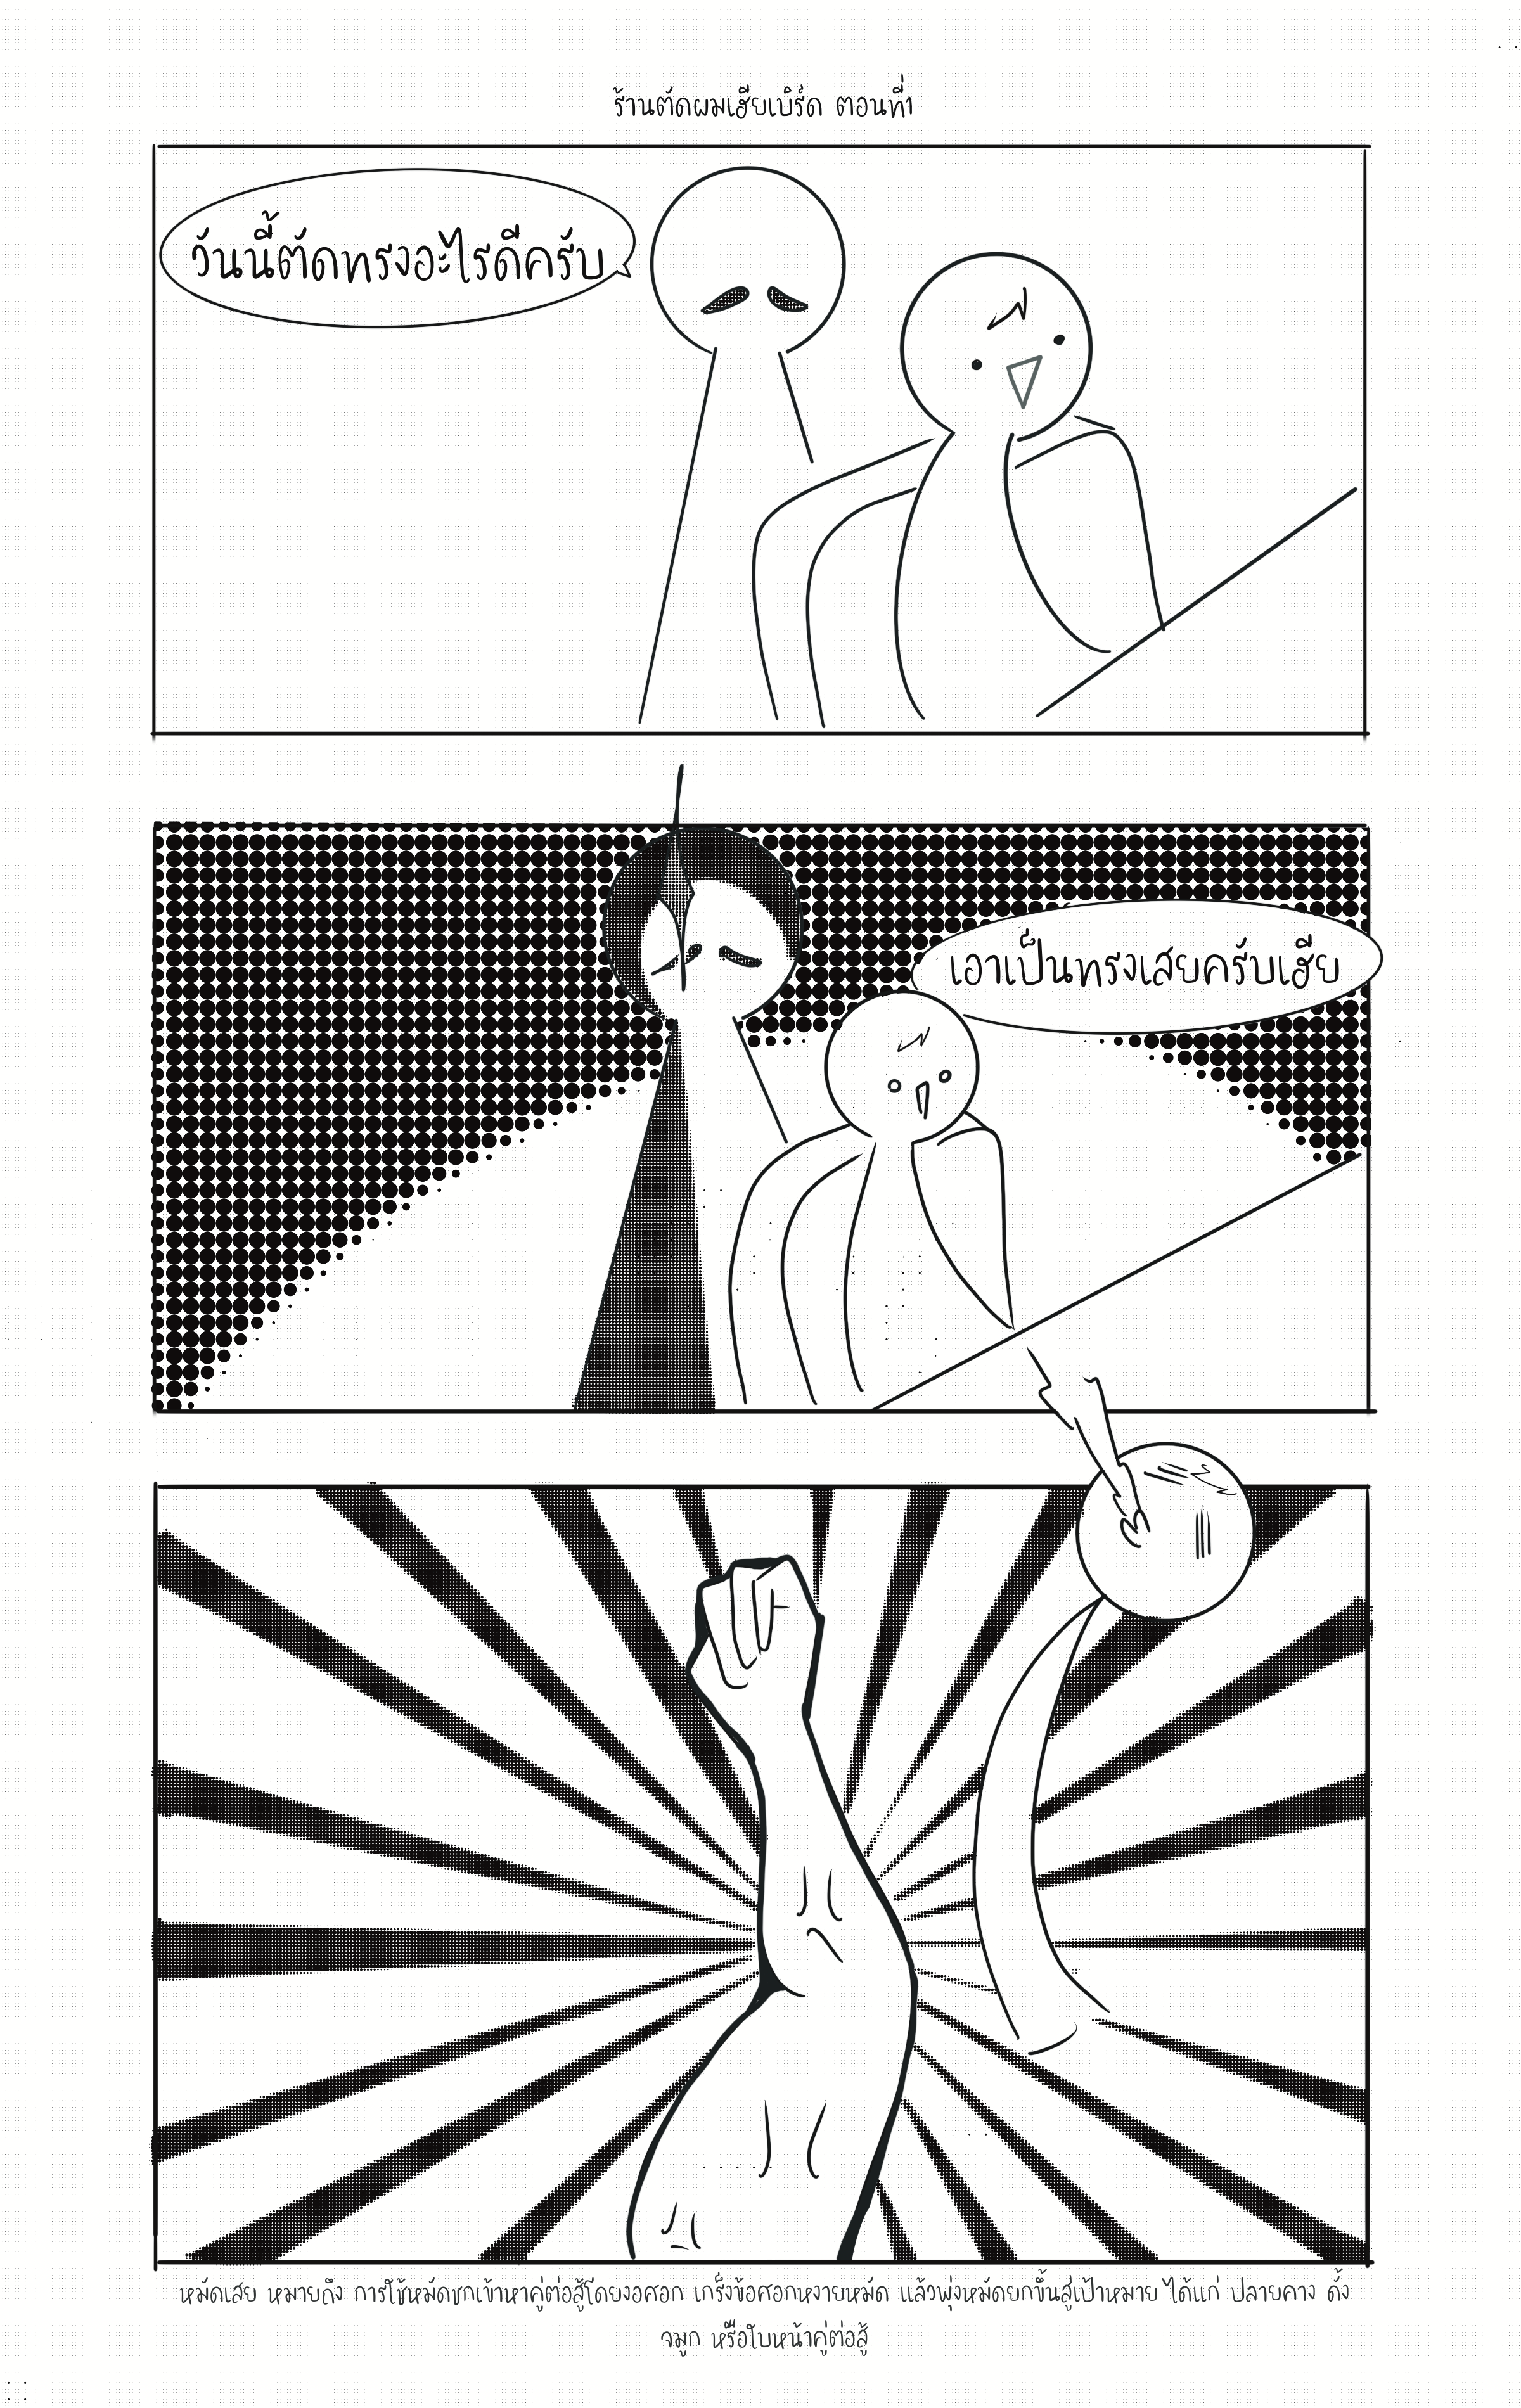 ร้านตัดผมเฮียเบิร์ด ตอนที่1
วันนี้ตัดทรงอะไรดีครับ
เอาเป็นทรงเสยครับเฮีย
หมัดเสย หมายถึง การใช้หมัดชกเข้าหาคู่ต่อสู้โดยงอศอก เกร็งข้อศอกหงายหมัด แล้วพุ่งหมัดยกขึ้นสู่เป้าหมาย ได้แก่ ปลายคาง ดั้ง
จมูก หรือใบหน้าคู่ต่อสู้